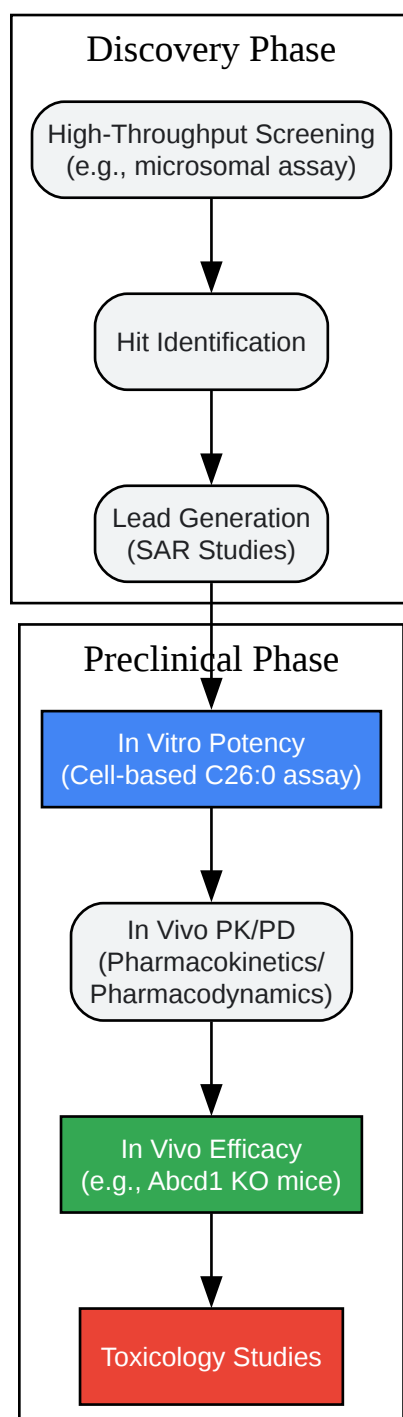 Discovery Phase
High-Throughput Screening
(e.g., microsomal assay)
Hit Identification
Lead Generation
(SAR Studies)
Preclinical Phase
In Vitro Potency
(Cell-based C26:0 assay)
In Vivo PK/PD
(Pharmacokinetics/
Pharmacodynamics)
In Vivo Efficacy
(e.g., Abcd1 KO mice)
Toxicology Studies